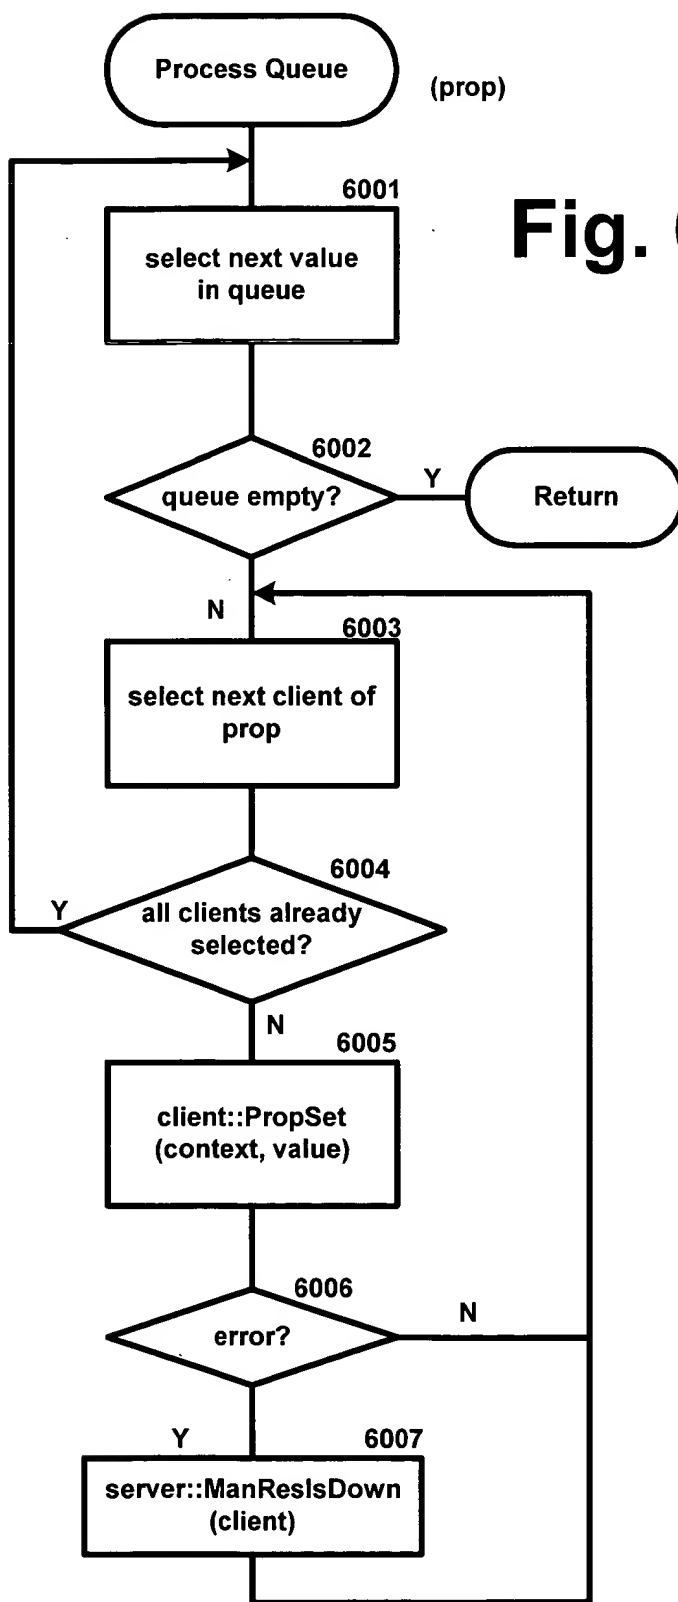 Process Queue
(prop)
6001
Fig.
select next value
in queue
6002
queue empty?
Y
Return
N
6003
select next client of
prop
6004
Y
all clients already
selected?
N
6005
client::PropSet
(context, value)
6006
N
error?
Y
6007
server::ManResIsDown
(client)